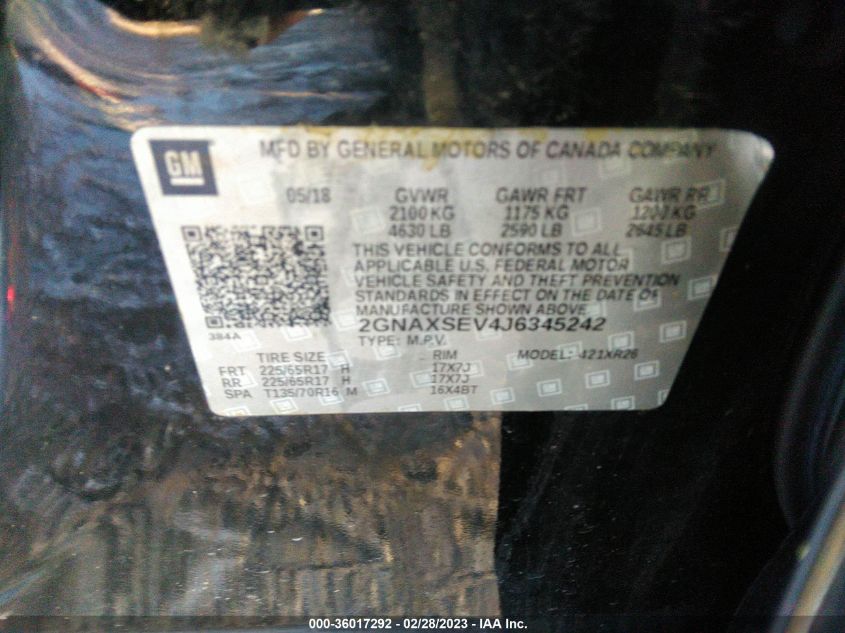 GM
MFD BY GENERAL MOTORS OF CANADA COMPANY
05/18 GVWR GAWR FRT GAWR RR
2100 KG 1175 KG 1200 KG
4630 LB 2590 LB 2645 LB
THIS VEHICLE CONFORMS TO ALL
APPLICABLE U.S. FEDERAL MOTOR
VEHICLE SAFETY AND THEFT PREVENTION
STANDARDS IN EFFECT ON THE DATE OF
MANUFACTURE SHOWN ABOVE
2GNAXSEV4J6345242
384A
TYPE: M.P.V.
TIRE SIZE RIM MODEL: 421XR26
FRT 225/65R17 H 17X7J
RR 225/65R17 H 17X7J
SPA T135/70R16 M 16X4BT
000-36017292 - 02/28/2023 - IAA Inc.